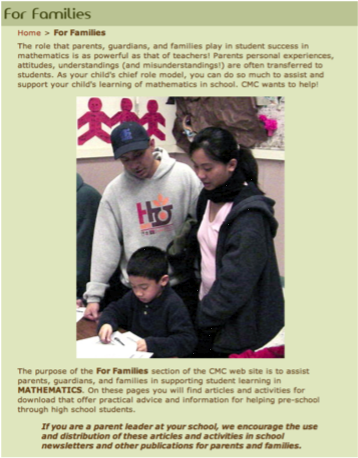 For Families
Home > For Families
The role that parents, guardians, and families play in student success in
mathematics is as powerful as that of teachers! Parents personal experiences,
attitudes, understandings (and misunderstandings!) are often transferred to
students. As your child's chief role model, you can do so much to assist and
support your child's learning of mathematics in school. CMC wants to help!
The purpose of the For Families section of the CMC web site is to assist
parents, guardians, and families in supporting student learning in
MATHEMATICS. On these pages you will find articles and activities for
download that offer practical advice and information for helping pre-school
through high school students.
If you are a parent leader at your school, we encourage the use
and distribution of these articles and activities in school
newsletters and other publications for parents and families.